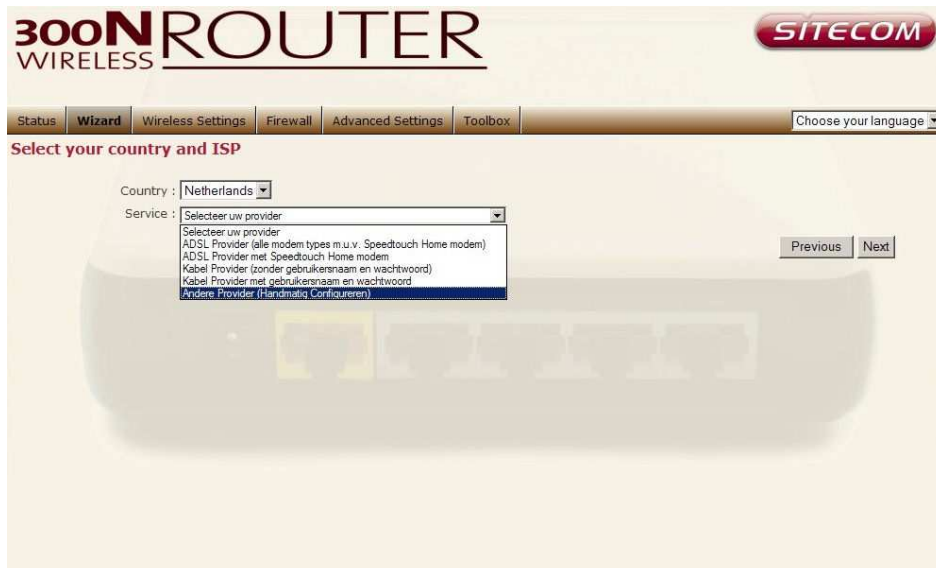 300N ROUTER
WIRELESS
SITECOM
Status Wizard Wireless Settings Firewall Advanced Settings Toolbox Choose your language
Select your country and ISP
Country : Netherlands
Service : Selecteer uw provider
Selecteer uw provider
ADSL Provider (alle modem types m.u.v. Speedtouch Home modem)
ADSL Provider met Speedtouch Home modem
Kabel Provider (zonder gebruikersnaam en wachtwoord)
Kabel Provider met gebruikersnaam en wachtwoord
Andere Provider (Handmatig Configureren)
Previous Next